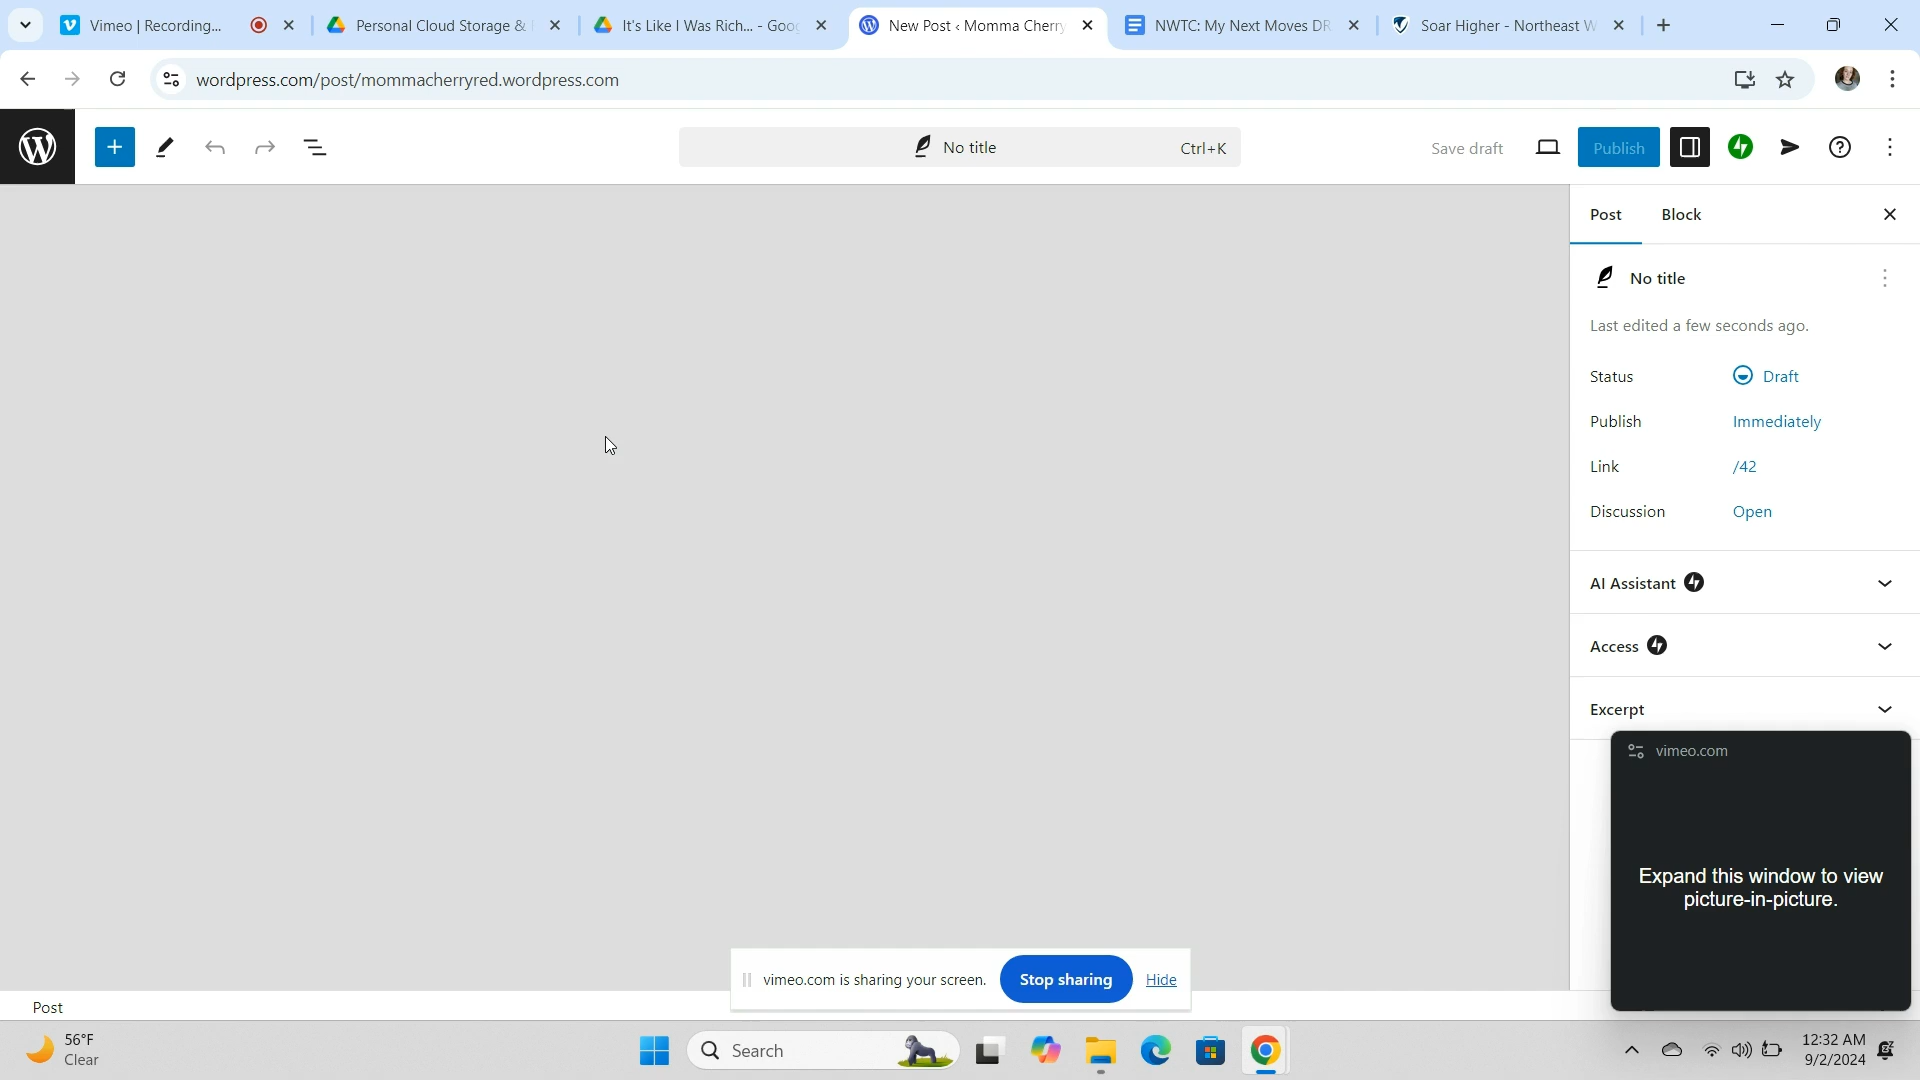 Vimeo | Recording...
Personal Cloud Storage &
It's Like I Was Rich... - Goog
New Post ‹ Momma Cherry
NWTC: My Next Moves DR
Soar Higher - Northeast W
wordpress.com/post/mommacherryred.wordpress.com
No title
Ctrl+K
Save draft
Publish
Post
Block
No title
Last edited a few seconds ago.
Status
Draft
Publish
Immediately
Link
/42
Discussion
Open
AI Assistant
Access
Excerpt
vimeo.com
Expand this window to view
picture-in-picture.
vimeo.com is sharing your screen.
Stop sharing
Hide
Post
56°F
Clear
Search
12:32 AM
9/2/2024